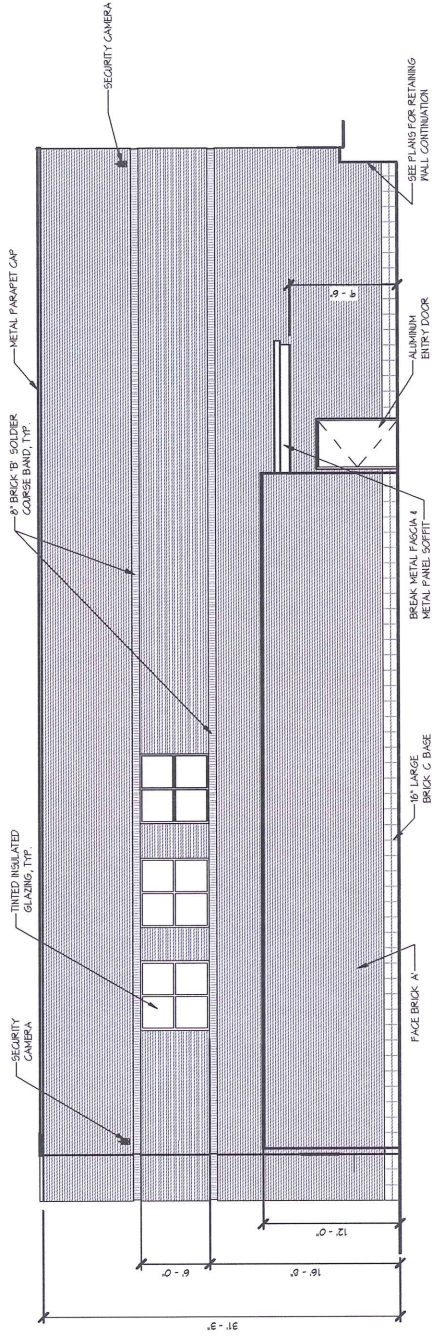 SECURITY
CAMERA
TINTED INSULATED
GLAZING, TYP.
8" BRICK 'B' SOLDIER
COURSE BAND, TYP.
METAL PARAPET CAP
SECURITY CAMERA
31' - 3"
6' - 0"
16' - 8"
12' - 0"
9' - 6"
FACE BRICK 'A'
16" LARGE
BRICK C BASE
BREAK METAL FASCIA &
METAL PANEL SOFFIT
ALUMINUM
ENTRY DOOR
SEE PLANS FOR RETAINING
WALL CONTINUATION